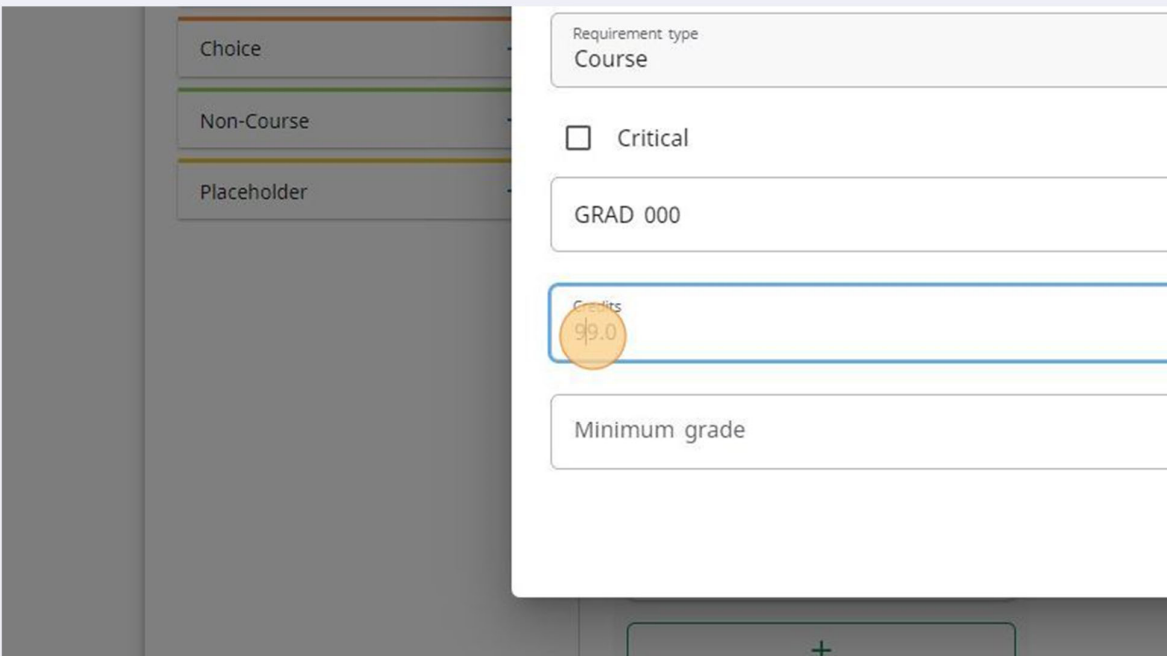 Choice
Non-Course
Placeholder
Requirement type
Course
Critical
GRAD 000
Credits
99.0
Minimum grade